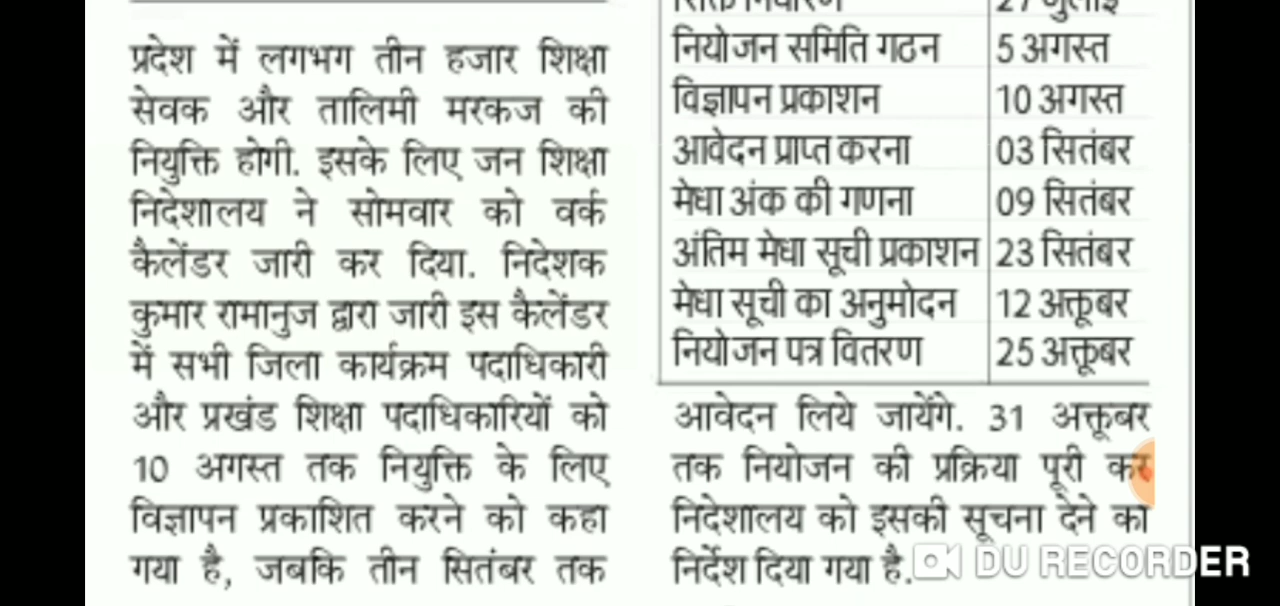 प्रदेश में लगभग तीन हजार शिक्षा
सेवक और तालिमी मरकज की
नियुक्ति होगी. इसके लिए जन शिक्षा
निदेशालय ने सोमवार को वर्क
कैलेंडर जारी कर दिया. निदेशक
कुमार रामानुज द्वारा जारी इस कैलेंडर
में सभी जिला कार्यक्रम पदाधिकारी
और प्रखंड शिक्षा पदाधिकारियों को
10 अगस्त तक नियुक्ति के लिए
विज्ञापन प्रकाशित करने को कहा
गया है, जबकि तीन सितंबर तक
27 जुलाई
नियोजन समिति गठन 5 अगस्त
विज्ञापन प्रकाशन 10 अगस्त
आवेदन प्राप्त करना 03 सितंबर
मेधा अंक की गणना 09 सितंबर
अंतिम मेधा सूची प्रकाशन 23 सितंबर
मेधा सूची का अनुमोदन 12 अक्तूबर
नियोजन पत्र वितरण 25 अक्तूबर
आवेदन लिये जायेंगे. 31 अक्तूबर
तक नियोजन की प्रक्रिया पूरी कर
निदेशालय को इसकी सूचना देने का
निर्देश दिया गया है.
DU RECORDER